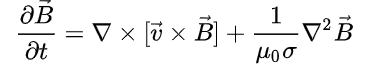 ∂B⃗/∂t = ∇ × [v⃗ × B⃗] + 1/(μ₀σ) ∇²B⃗